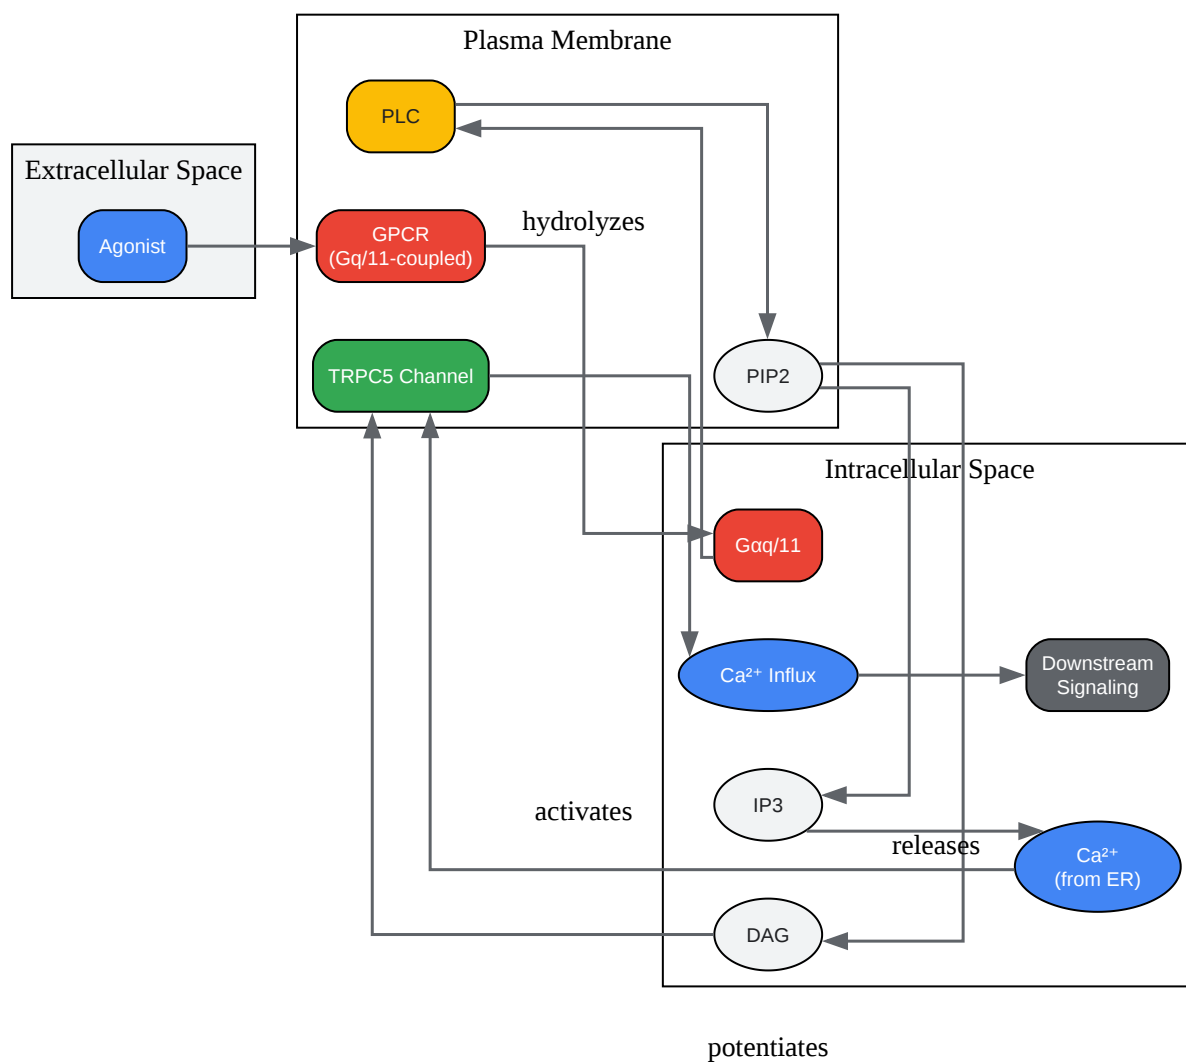 Plasma Membrane
PLC
Extracellular Space
Agonist
GPCR
(Gq/11-coupled)
hydrolyzes
TRPC5 Channel
PIP2
Intracellular Space
Gαq/11
Ca²⁺ Influx
Downstream
Signaling
IP3
activates
releases
Ca²⁺
(from ER)
DAG
potentiates